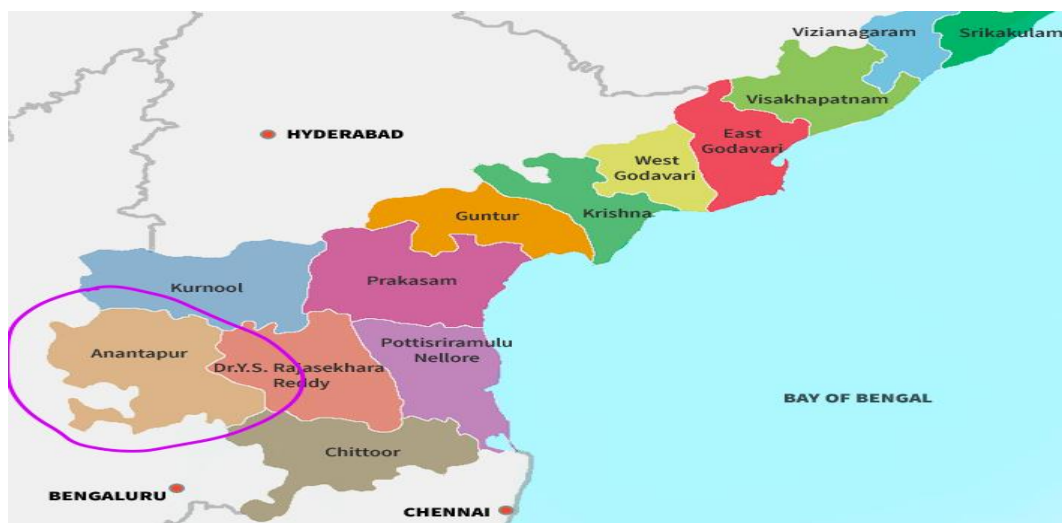 Vizianagaram
Srikakulam
Visakhapatnam
HYDERABAD
East
Godavari
West
Godavari
Krishna
Guntur
Kurnool
Prakasam
Anantapur
Dr.Y.S. Rajasekhara
Reddy
Pottisriramulu
Nellore
BAY OF BENGAL
Chittoor
BENGALURU
CHENNAI